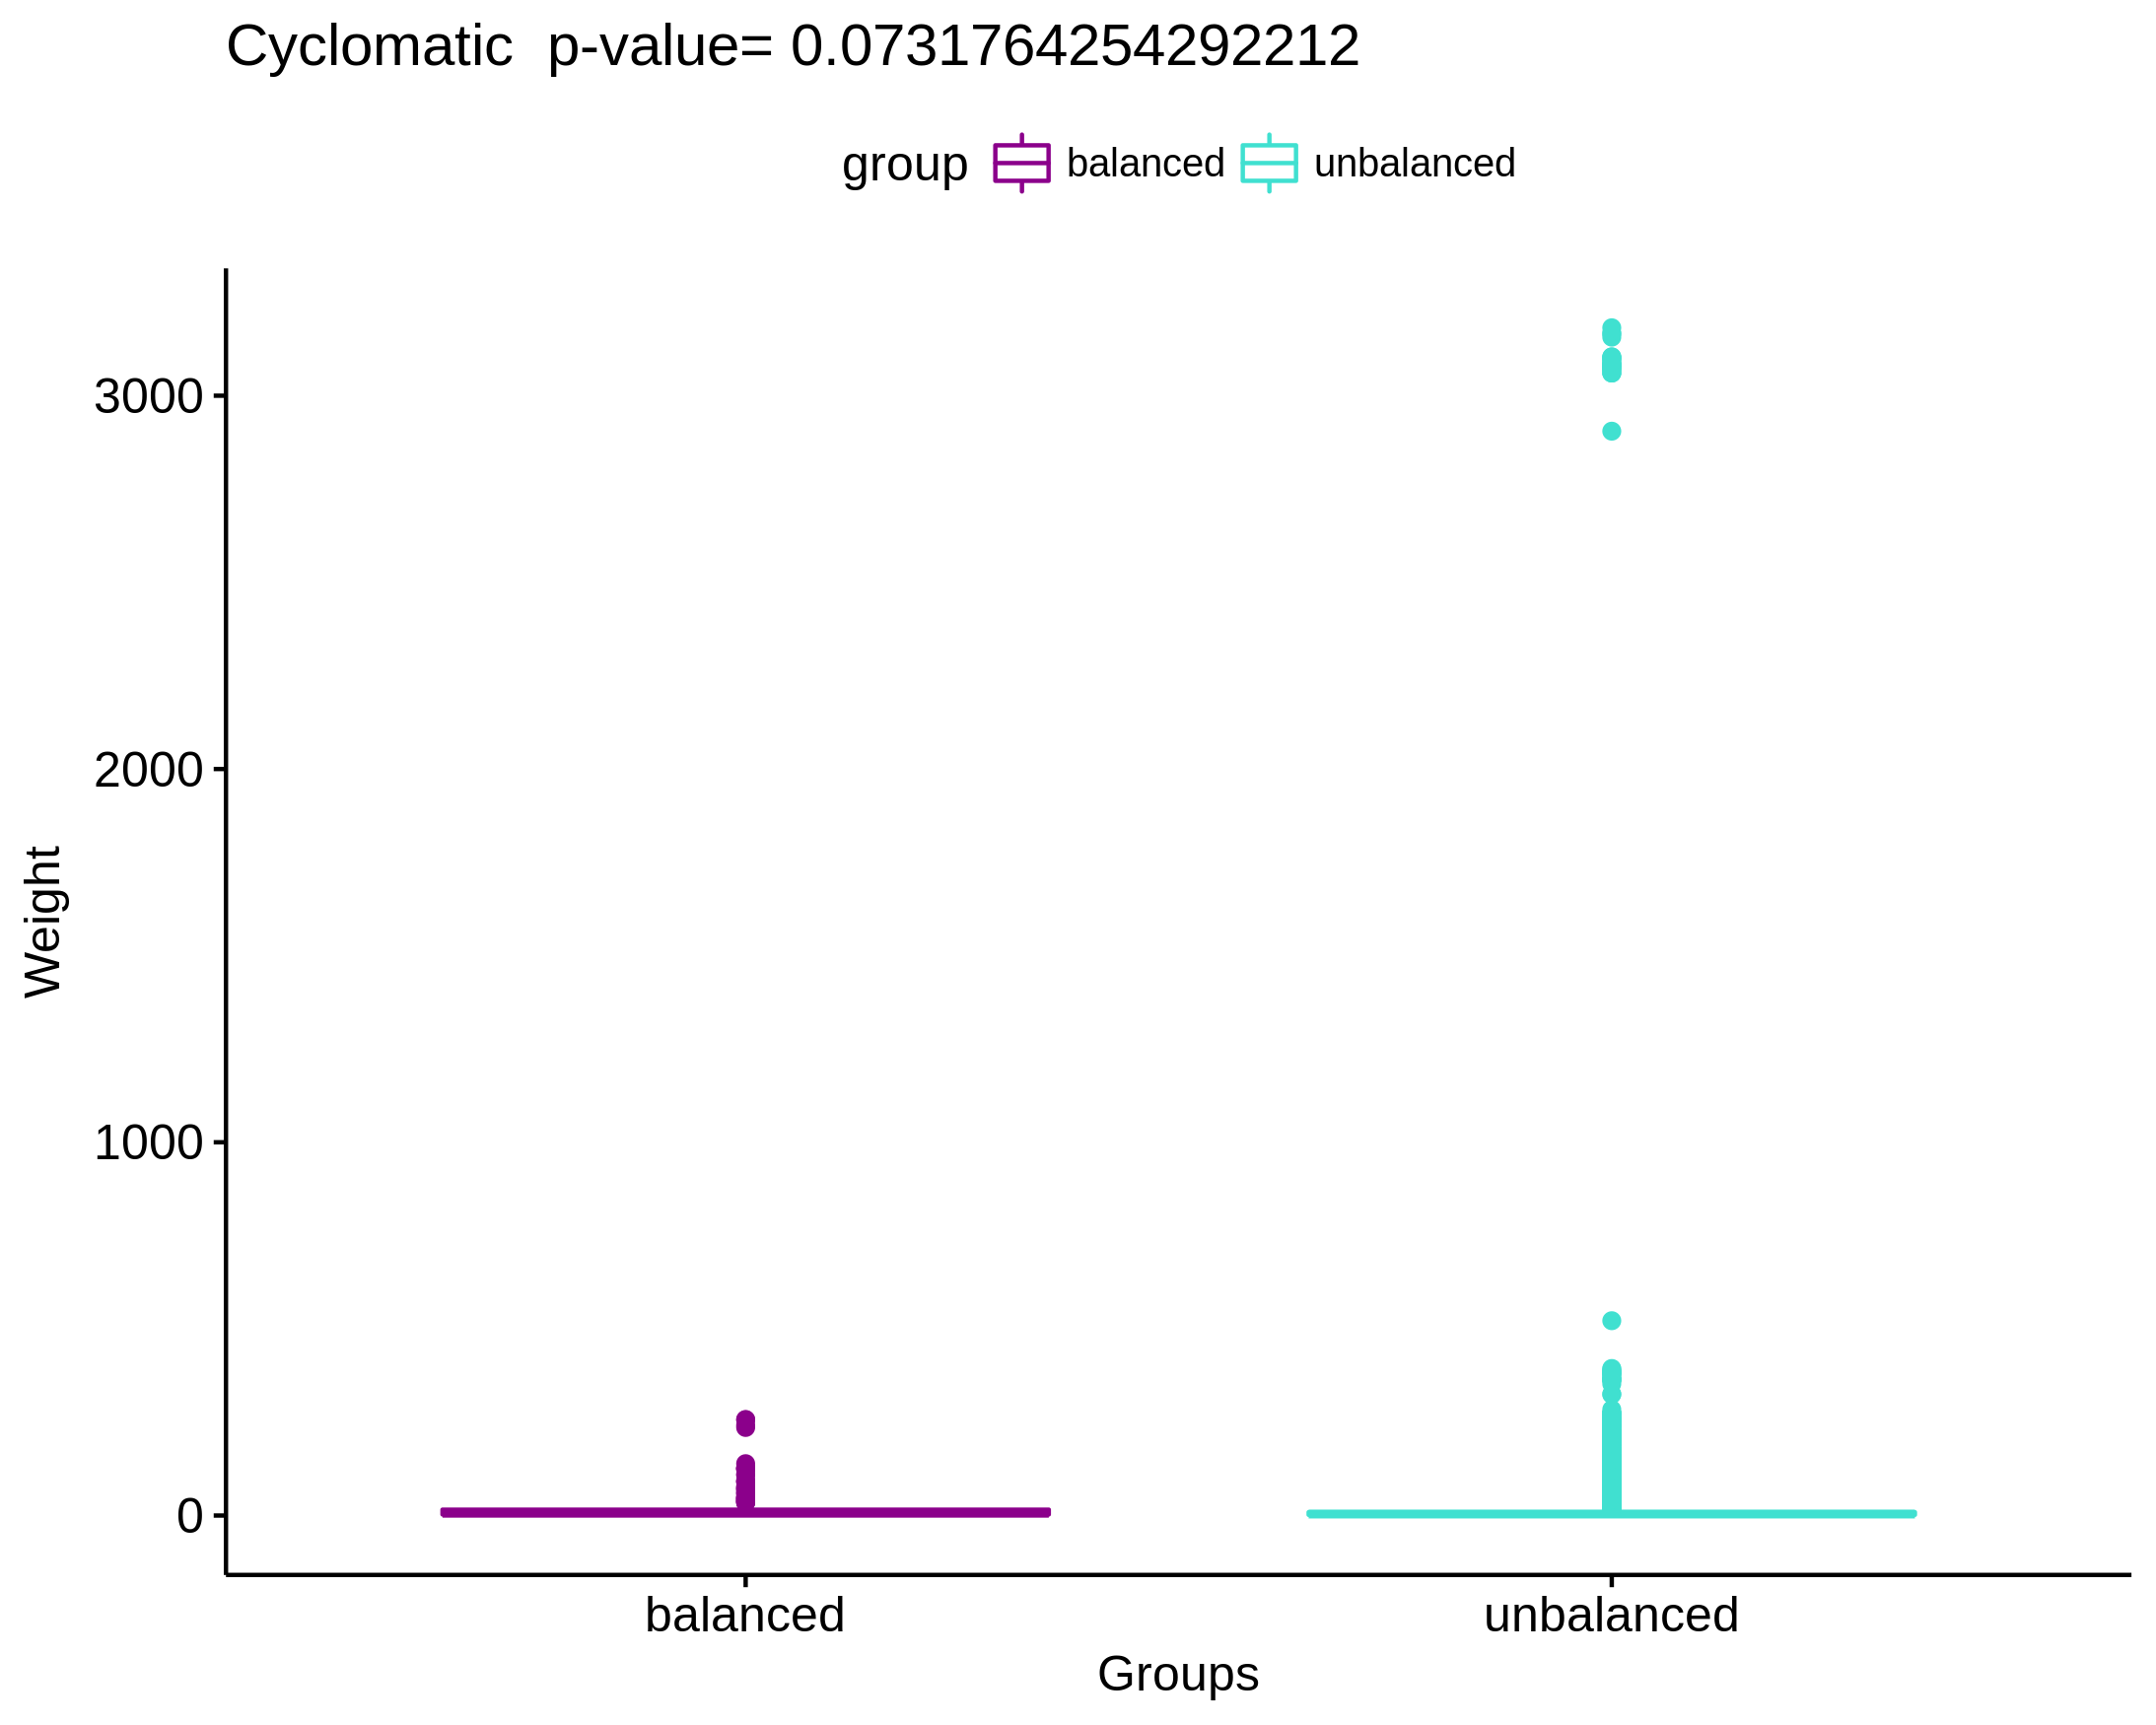 Cyclomatic  p-value= 0.0731764254292212
group balanced unbalanced
3000
2000
1000
0
Weight
balanced unbalanced
Groups